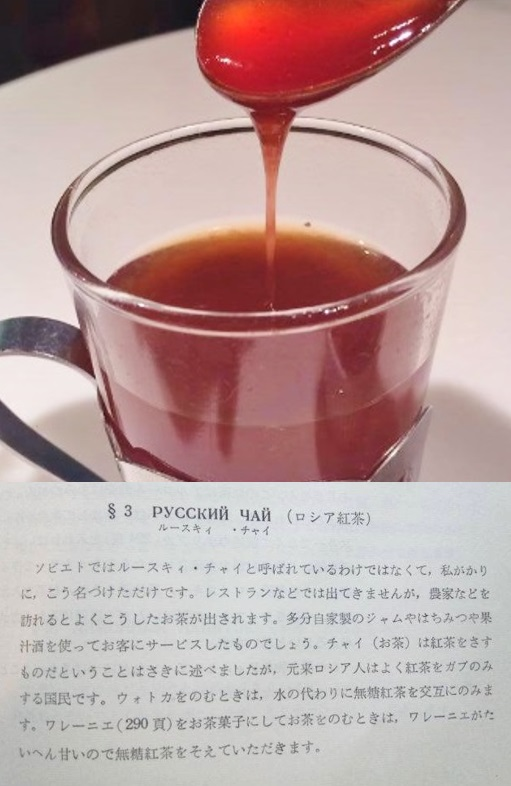 §3 РУССКИЙ ЧАЙ (ロシア紅茶)
ルースキィ・チャイ
ソビエトではルースキィ・チャイと呼ばれているわけではなくて，私がかり
に，こう名づけただけです。レストランなどでは出てきませんが，農家などを
訪れるとよくこうしたお茶が出されます。多分自家製のジャムやはちみつや果
汁酒を使ってお客にサービスしたものでしょう。チャイ（お茶）は紅茶をさす
ものだということはさきに述べましたが，元来ロシア人はよく紅茶をガブのみ
する国民です。ウォトカをのむときは，水の代わりに無糖紅茶を交互にのみま
す。ワレーニエ(290頁)をお茶菓子にしてお茶をのむときは，ワレーニエがた
いへん甘いので無糖紅茶をそえていただきます。